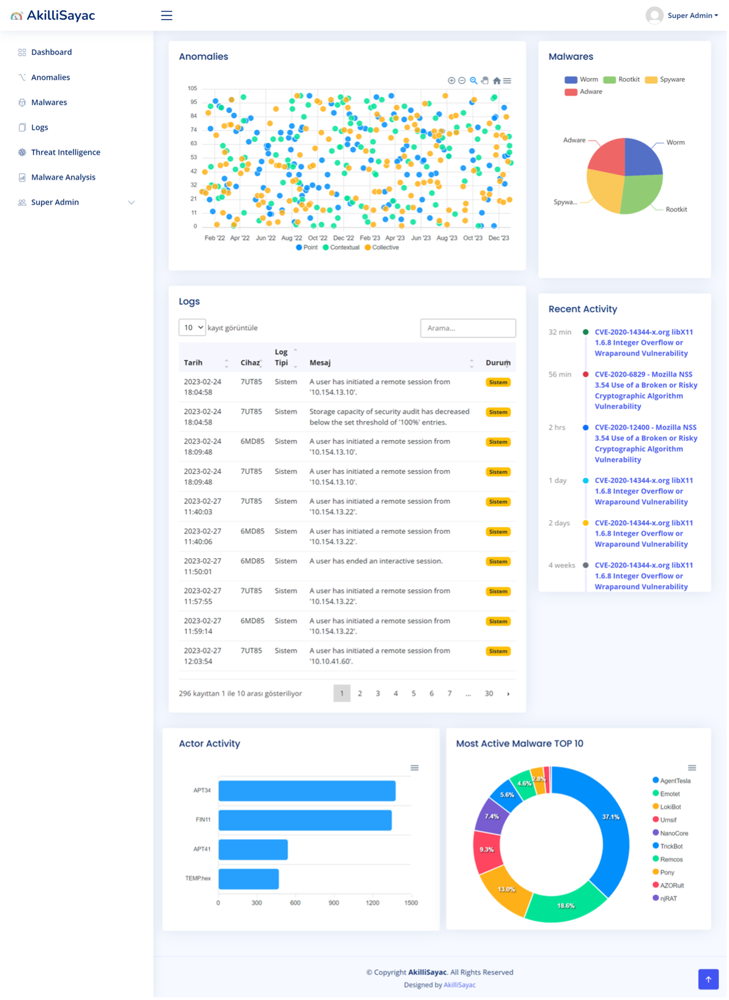 AkilliSayac
Super Admin
Dashboard
Anomalies
Malwares
Logs
Threat Intelligence
Malware Analysis
Super Admin
Anomalies
105
95
84
74
63
53
42
32
21
11
0
Feb '22 Apr '22 Jun '22 Aug '22 Oct '22 Dec '22 Feb '23 Apr '23 Jun '23 Aug '23 Oct '23 Dec '23
Point Contextual Collective
Malwares
Worm Rootkit Spyware
Adware
Adware
Worm
Spywa...
Rootkit
Logs
10 kayıt görüntüle
Arama...
Tarih Cihaz Log Tipi Mesaj Durum
2023-02-24 7UT85 Sistem A user has initiated a remote session from Sistem
18:04:58 '10.154.13.10'.
2023-02-24 7UT85 Sistem Storage capacity of security audit has decreased Sistem
18:04:58 below the set threshold of '100%' entries.
2023-02-24 6MD85 Sistem A user has initiated a remote session from Sistem
18:09:48 '10.154.13.10'.
2023-02-24 7UT85 Sistem A user has initiated a remote session from Sistem
18:09:48 '10.154.13.10'.
2023-02-27 7UT85 Sistem A user has initiated a remote session from Sistem
11:40:03 '10.154.13.22'.
2023-02-27 6MD85 Sistem A user has initiated a remote session from Sistem
11:40:06 '10.154.13.22'.
2023-02-27 6MD85 Sistem A user has ended an interactive session. Sistem
11:50:01
2023-02-27 7UT85 Sistem A user has initiated a remote session from Sistem
11:57:55 '10.154.13.22'.
2023-02-27 6MD85 Sistem A user has initiated a remote session from Sistem
11:59:14 '10.154.13.22'.
2023-02-27 7UT85 Sistem A user has initiated a remote session from Sistem
12:03:54 '10.10.41.60'.
296 kayıttan 1 ile 10 arası gösteriliyor
1 2 3 4 5 6 7 ... 30 ›
Recent Activity
32 min CVE-2020-14344-x.org libX11
1.6.8 Integer Overflow or
Wraparound Vulnerability
56 min CVE-2020-6829 - Mozilla NSS
3.54 Use of a Broken or Risky
Cryptographic Algorithm
Vulnerability
2 hrs CVE-2020-12400 - Mozilla NSS
3.54 Use of a Broken or Risky
Cryptographic Algorithm
Vulnerability
1 day CVE-2020-14344-x.org libX11
1.6.8 Integer Overflow or
Wraparound Vulnerability
2 days CVE-2020-14344-x.org libX11
1.6.8 Integer Overflow or
Wraparound Vulnerability
4 weeks CVE-2020-14344-x.org libX11
1.6.8 Integer Overflow or
Wraparound Vulnerability
Actor Activity
APT34
FIN11
APT41
TEMP.hex
0 300 600 900 1200 1500
Most Active Malware TOP 10
37.1%
18.6%
13.0%
9.3%
7.4%
5.6%
4.6%
2.8%
AgentTesla
Emotet
LokiBot
Urnsif
NanoCore
TrickBot
Remcos
Pony
AZORult
njRAT
© Copyright AkilliSayac. All Rights Reserved
Designed by AkilliSayac